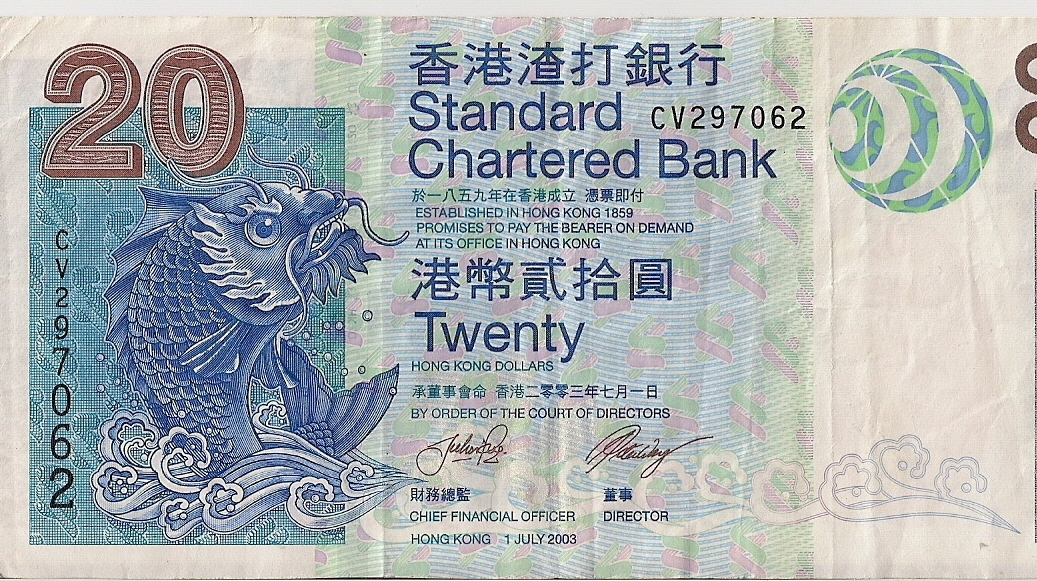 20
香港渣打銀行
Standard
CV297062
Chartered Bank
於一八五九年在香港成立 憑票即付
ESTABLISHED IN HONG KONG 1859
PROMISES TO PAY THE BEARER ON DEMAND
AT ITS OFFICE IN HONG KONG
港幣貳拾圓
Twenty
HONG KONG DOLLARS
承董事會命 香港二零零三年七月一日
BY ORDER OF THE COURT OF DIRECTORS
財務總監 董事
CHIEF FINANCIAL OFFICER DIRECTOR
HONG KONG 1 JULY 2003
CV297062